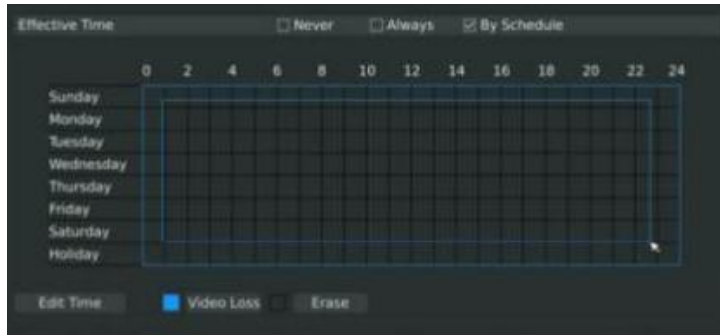 Effective Time Never Always By Schedule
0 2 4 6 8 10 12 14 16 18 20 22 24
Sunday
Monday
Tuesday
Wednesday
Thursday
Friday
Saturday
Holiday
Edit Time Video Loss Erase